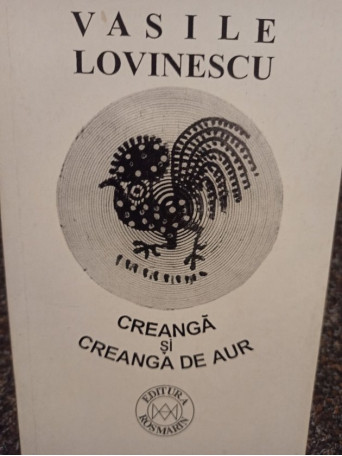 VASILE
LOVINESCU
CREANGĂ
și
CREANGA DE AUR
EDITURA
ROSMARIN